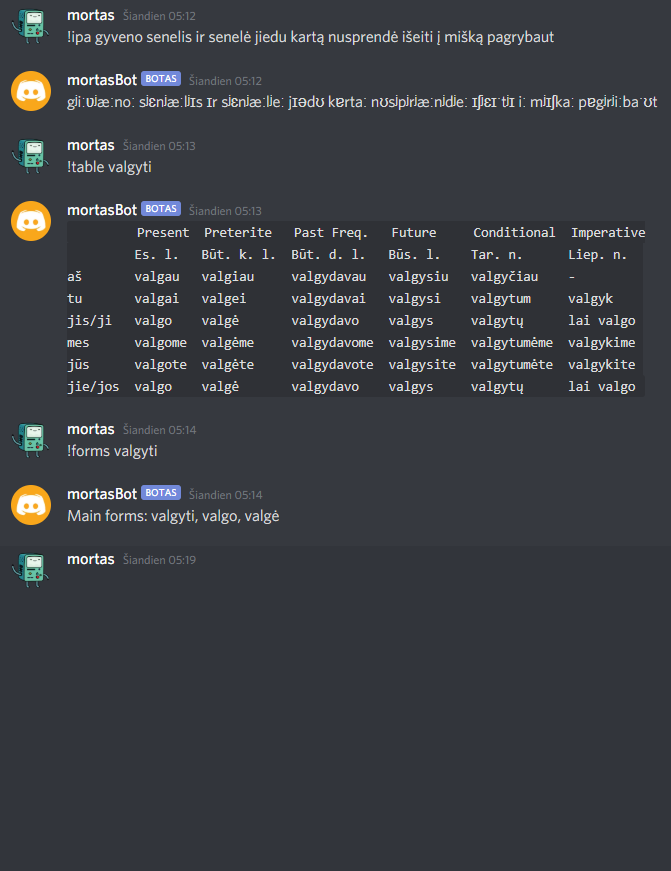 mortas Šiandien 05:12
!ipa gyveno senelis ir senelė jiedu kartą nusprendė išeiti į mišką pagrybaut
mortasBot BOTAS Šiandien 05:12
gʲiːʋʲæːnoː sʲɛnʲæːlʲɪs ɪr sʲɛnʲæːlʲeː jɪədʊ kɐrtaː nʊsʲpʲrʲæːnʲdʲeː ɪʃʲɛɪˑtʲɪ iː mʲɪʃkaː pɐgʲrʲiːbaˑʊt
mortas Šiandien 05:13
!table valgyti
mortasBot BOTAS Šiandien 05:13
Present Preterite Past Freq. Future Conditional Imperative
Es. l. Būt. k. l. Būt. d. l. Būs. l. Tar. n. Liep. n.
aš valgau valgiau valgydavau valgysiu valgyčiau -
tu valgai valgei valgydavai valgysi valgytum valgyk
jis/ji valgo valgė valgydavo valgys valgytų lai valgo
mes valgome valgėme valgydavome valgysime valgytumėme valgykime
jūs valgote valgėte valgydavote valgysite valgytumėte valgykite
jie/jos valgo valgė valgydavo valgys valgytų lai valgo
mortas Šiandien 05:14
!forms valgyti
mortasBot BOTAS Šiandien 05:14
Main forms: valgyti, valgo, valgė
mortas Šiandien 05:19